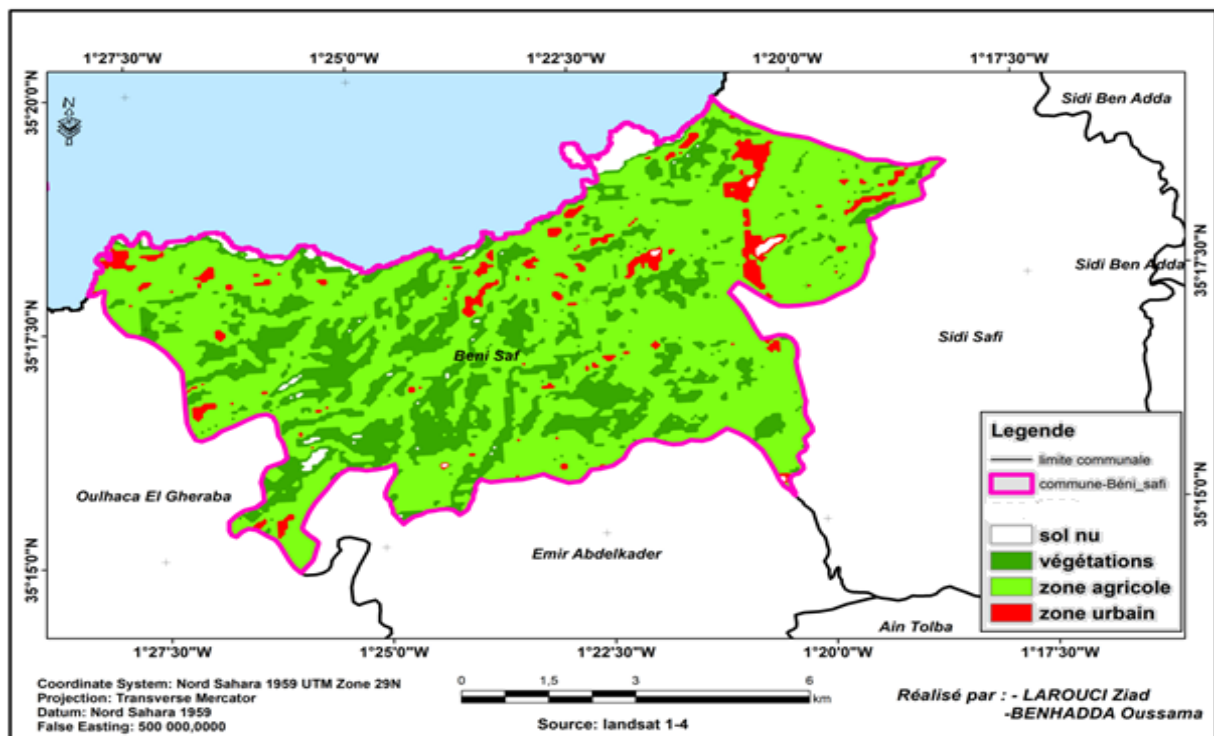 1°27'30"W 1°25'0"W 1°22'30"W 1°20'0"W 1°17'30"W
35°20'0"N
N
Sidi Ben Adda
Sidi Ben Adda
35°17'30"N
35°17'30"N
Sidi Safi
Beni Saf
Legende
limite communale
commune-Béni_safi
sol nu
végétations
zone agricole
zone urbain
Oulhaca El Gheraba
35°15'0"N
Emir Abdelkader
35°15'0"N
Ain Tolba
1°27'30"W 1°25'0"W 1°22'30"W 1°20'0"W 1°17'30"W
Coordinate System: Nord Sahara 1959 UTM Zone 29N
Projection: Transverse Mercator
Datum: Nord Sahara 1959
False Easting: 500 000,0000
0 1,5 3 6
km
Source: landsat 1-4
Réalisé par : - LAROUCI Ziad
-BENHADDA Oussama